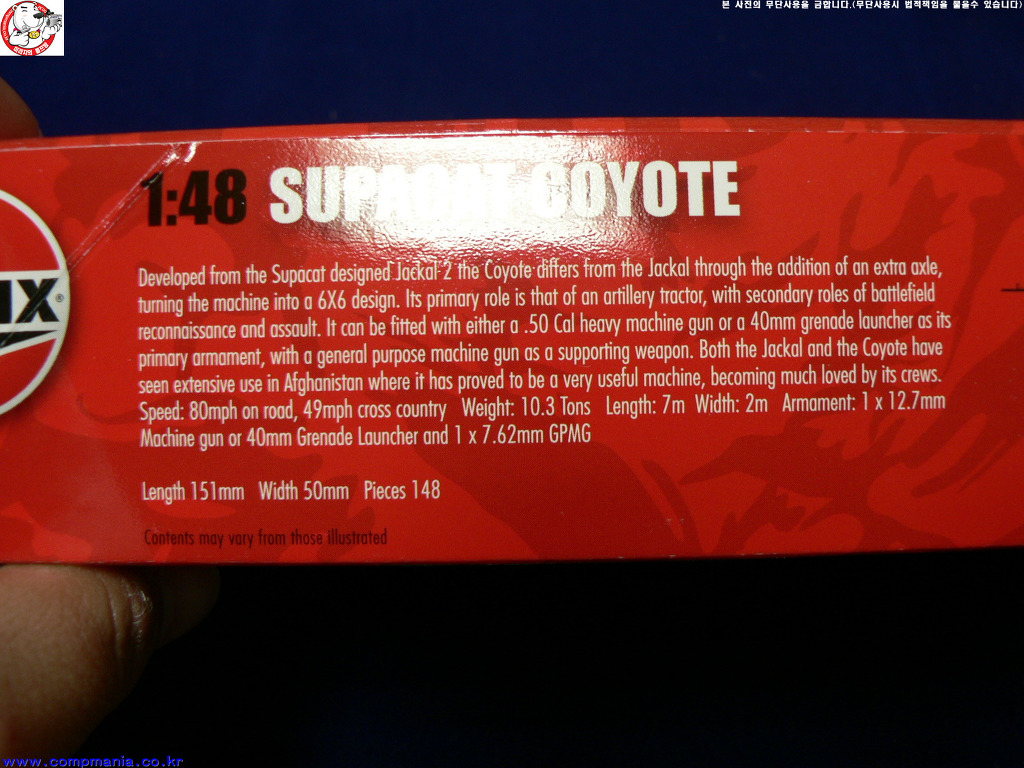 본 사진의 무단사용을 금합니다.(무단사용시 법적책임을 물을수 있습니다)
1:48 SUPACAT COYOTE
IX®
Developed from the Supacat designed Jackal 2 the Coyote differs from the Jackal through the addition of an extra axle,
turning the machine into a 6X6 design. Its primary role is that of an artillery tractor, with secondary roles of battlefield
reconnaissance and assault. It can be fitted with either a .50 Cal heavy machine gun or a 40mm grenade launcher as its
primary armament, with a general purpose machine gun as a supporting weapon. Both the Jackal and the Coyote have
seen extensive use in Afghanistan where it has proved to be a very useful machine, becoming much loved by its crews.
Speed: 80mph on road, 49mph cross country Weight: 10.3 Tons Length: 7m Width: 2m Armament: 1 x 12.7mm
Machine gun or 40mm Grenade Launcher and 1 x 7.62mm GPMG
Length 151mm Width 50mm Pieces 148
Contents may vary from those illustrated
www.compmania.co.kr